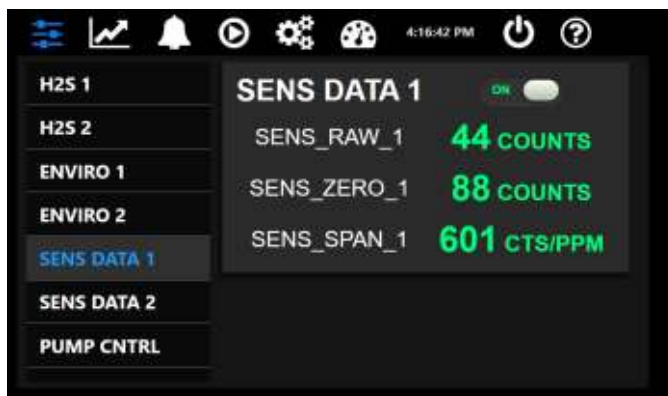 4:16:42 PM
?
H2S 1
H2S 2
ENVIRO 1
ENVIRO 2
SENS DATA 1
SENS DATA 2
PUMP CNTRL
SENS DATA 1 ON
SENS_RAW_1 44 COUNTS
SENS_ZERO_1 88 COUNTS
SENS_SPAN_1 601 CTS/PPM